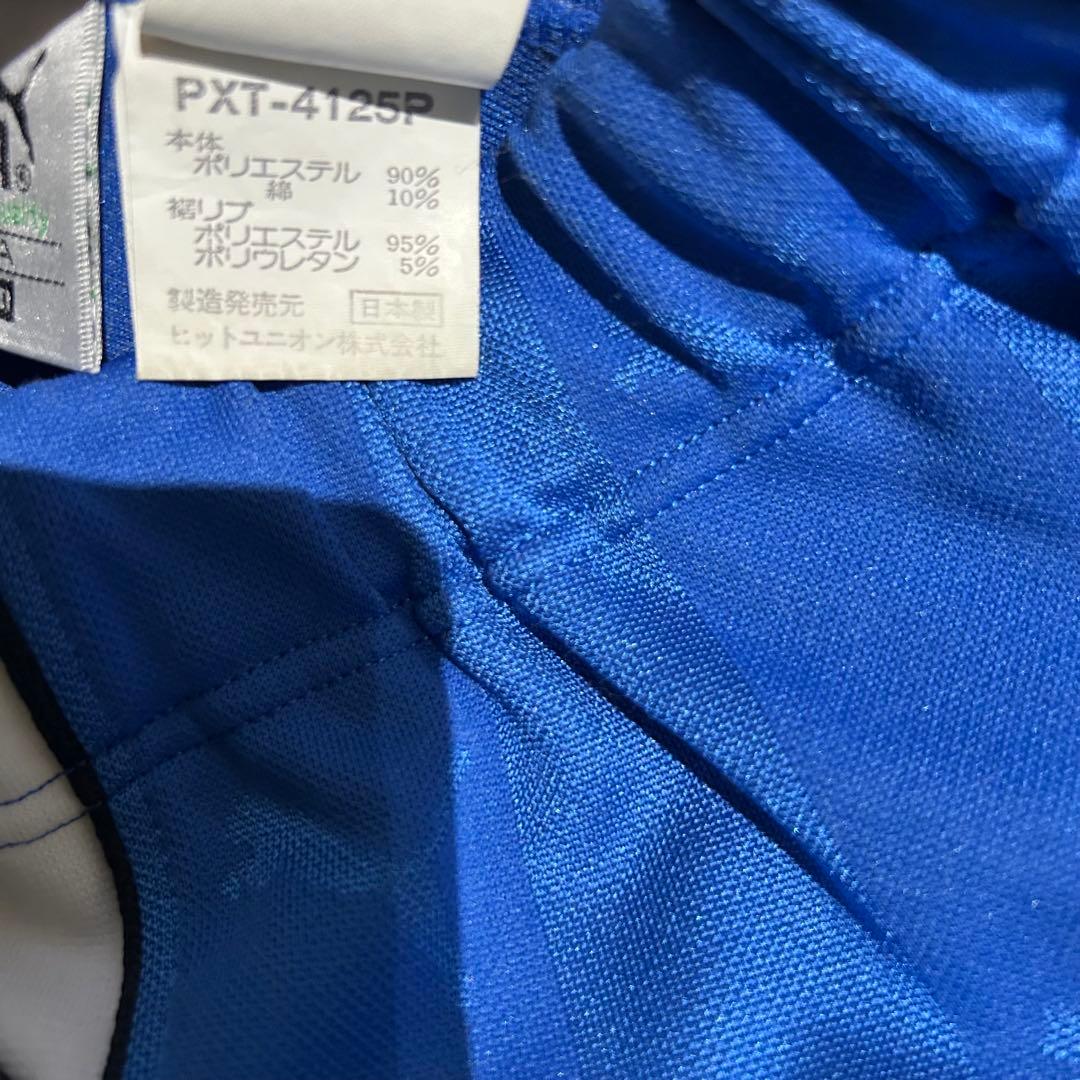 PXT-4125P
本体
ポリエステル 90%
綿 10%
裾リブ
ポリエステル 95%
ポリウレタン 5%
製造発売元 日本製
ヒットユニオン株式会社